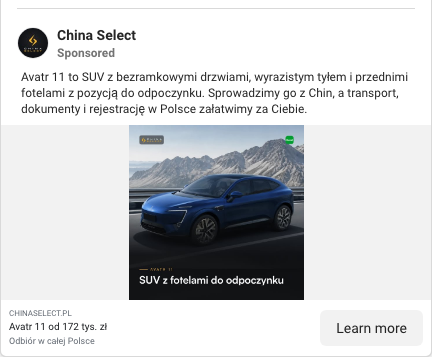 China Select
Sponsored
Avatr 11 to SUV z bezramkowymi drzwiami, wyrazistym tyłem i przednimi
fotelami z pozycją do odpoczynku. Sprowadzimy go z Chin, a transport,
dokumenty i rejestrację w Polsce załatwimy za Ciebie.
AVATR 11
SUV z fotelami do odpoczynku
CHINASELECT.PL
Avatr 11 od 172 tys. zł
Odbiór w całej Polsce
Learn more